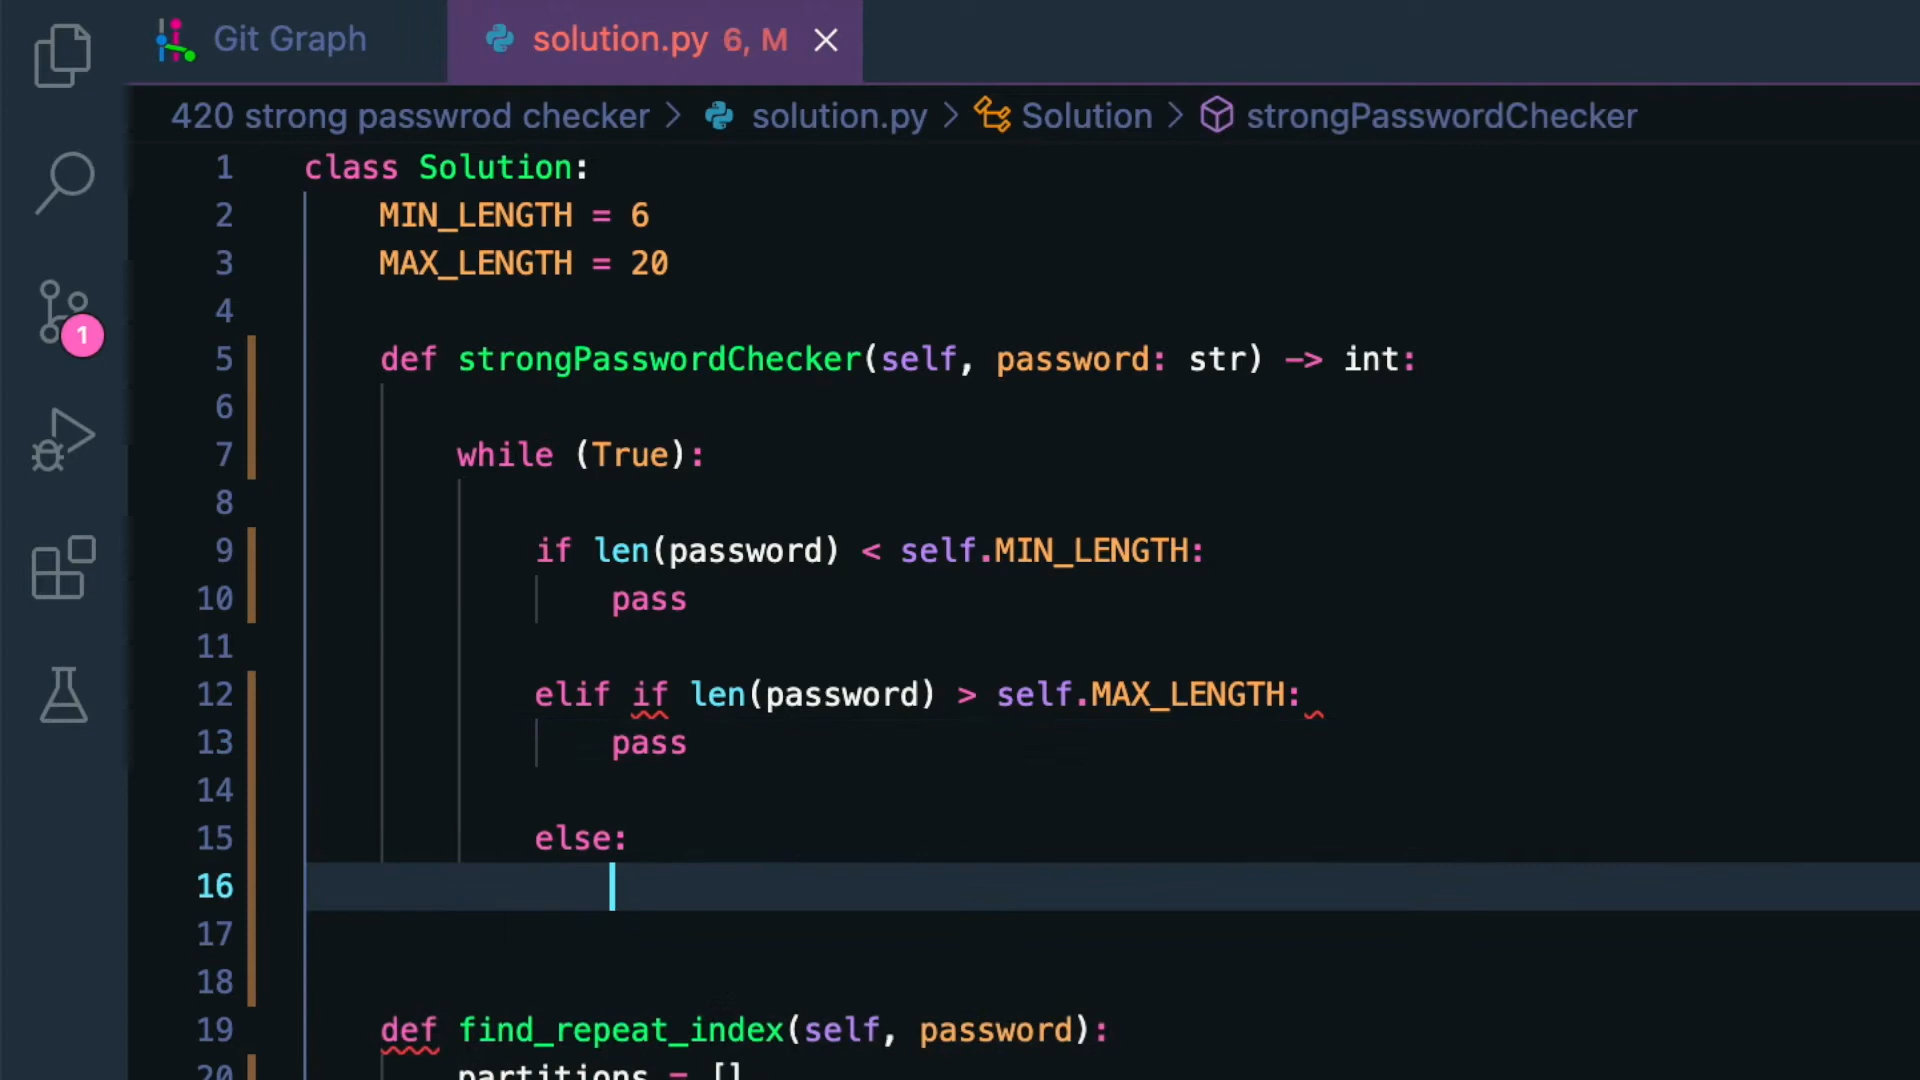 Git Graph solution.py 6, M
420 strong passwrod checker > solution.py > Solution > strongPasswordChecker
1 class Solution:
2 MIN_LENGTH = 6
3 MAX_LENGTH = 20
4
5 def strongPasswordChecker(self, password: str) -> int:
6
7 while (True):
8
9 if len(password) < self.MIN_LENGTH:
10 pass
11
12 elif if len(password) > self.MAX_LENGTH:
13 pass
14
15 else:
16
17
18
19 def find_repeat_index(self, password):
20 partitions = []
1